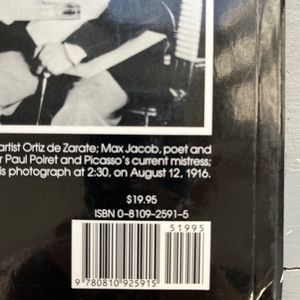 artist Ortiz de Zarate; Max Jacob, poet and
r Paul Poiret and Picasso's current mistress;
is photograph at 2:30, on August 12, 1916.
$19.95
ISBN 0-8109-2591-5
51995
9 780810 925915